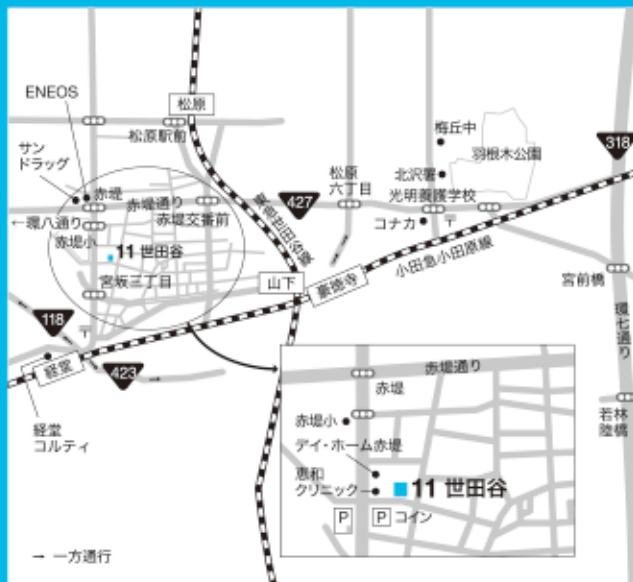 ENEOS
サン
ドラッグ
赤堤
松原
松原駅前
赤堤通り
赤堤交番前
←環八通り
赤堤小
11 世田谷
宮坂三丁目
118
〒
経堂
423
経堂
コルティ
東急世田谷線
山下
豪徳寺
427
松原
六丁目
梅丘中
北沢署
光明養護学校
コナカ
〒
羽根木公園
318
小田急小田原線
宮前橋
環七通り
若林
陸橋
赤堤通り
赤堤
赤堤小
デイ・ホーム赤堤
恵和
クリニック
11 世田谷
P
P コイン
→ 一方通行